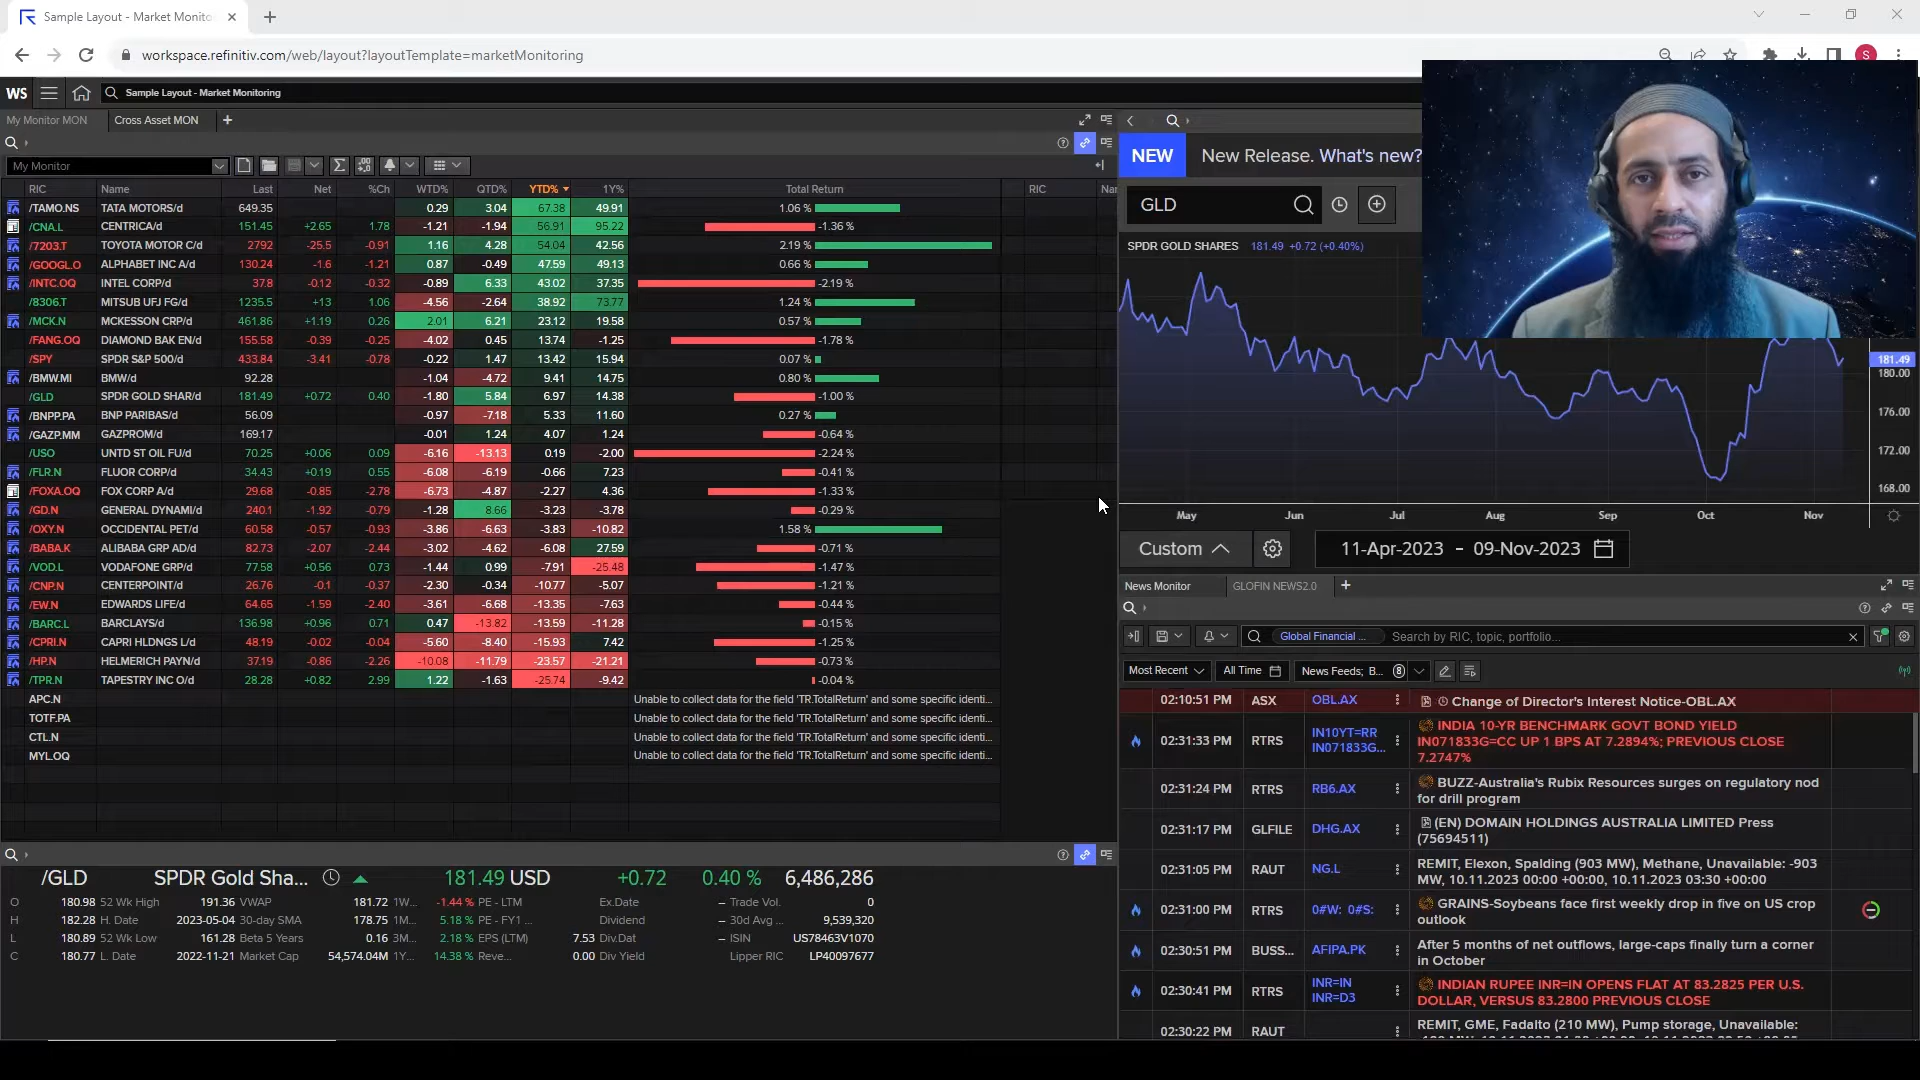 Sample Layout - Market Monito
workspace.refinitiv.com/web/layout?layoutTemplate=marketMonitoring
S
WS Sample Layout - Market Monitoring
My Monitor MON Cross Asset MON +
My Monitor
RIC Name Last Net %Ch WTD% QTD% YTD% 1Y% Total Return RIC Nar
/TAMO.NS TATA MOTORS/d 649.35 0.29 3.04 67.38 49.91 1.06 %
/CNA.L CENTRICA/d 151.45 +2.65 1.78 -1.21 -1.94 56.91 95.22 -1.36 %
/7203.T TOYOTA MOTOR C/d 2792 -25.5 -0.91 1.16 4.28 54.04 42.56 2.19 %
/GOOGL.O ALPHABET INC A/d 130.24 -1.6 -1.21 0.87 -0.49 47.59 49.13 0.66 %
/INTC.OQ INTEL CORP/d 37.8 -0.12 -0.32 -0.89 6.33 43.02 37.35 -2.19 %
/8306.T MITSUB UFJ FG/d 1235.5 +13 1.06 -4.56 -2.64 38.92 73.77 1.24 %
/MCK.N MCKESSON CRP/d 461.86 +1.19 0.26 2.01 6.21 23.12 19.58 0.57 %
/FANG.OQ DIAMOND BAK EN/d 155.58 -0.39 -0.25 -4.02 0.45 13.74 -1.25 -1.78 %
/SPY SPDR S&P 500/d 433.84 -3.41 -0.78 -0.22 1.47 13.42 15.94 0.07 %
/BMW.MI BMW/d 92.28 -1.04 -4.72 9.41 14.75 0.80 %
/GLD SPDR GOLD SHAR/d 181.49 +0.72 0.40 -1.80 5.84 6.97 14.38 -1.00 %
/BNPP.PA BNP PARIBAS/d 56.09 -0.97 -7.18 5.33 11.60 0.27 %
/GAZP.MM GAZPROM/d 169.17 -0.01 1.24 4.07 1.24 -0.64 %
/USO UNTD ST OIL FU/d 70.25 +0.06 0.09 -6.16 -13.13 0.19 -2.00 -2.24 %
/FLR.N FLUOR CORP/d 34.43 +0.19 0.55 -6.08 -6.19 -0.66 7.23 -0.41 %
/FOXA.OQ FOX CORP A/d 29.68 -0.85 -2.78 -6.73 -4.87 -2.27 4.36 -1.33 %
/GD.N GENERAL DYNAMI/d 240.1 -1.92 -0.79 -1.28 8.66 -3.23 -3.78 -0.29 %
/OXY.N OCCIDENTAL PET/d 60.58 -0.57 -0.93 -3.86 -6.63 -3.83 -10.82 1.58 %
/BABA.K ALIBABA GRP AD/d 82.73 -2.07 -2.44 -3.02 -4.62 -6.08 27.59 -0.71 %
/VOD.L VODAFONE GRP/d 77.58 +0.56 0.73 -1.44 0.99 -7.91 -25.48 -1.47 %
/CNP.N CENTERPOINT/d 26.76 -0.1 -0.37 -2.30 -0.34 -10.77 -5.07 -1.21 %
/EW.N EDWARDS LIFE/d 64.65 -1.59 -2.40 -3.61 -6.68 -13.35 -7.63 -0.44 %
/BARC.L BARCLAYS/d 136.98 +0.96 0.71 0.47 -13.82 -13.59 -11.28 -0.15 %
/CPRI.N CAPRI HLDNGS L/d 48.19 -0.02 -0.04 -5.60 -8.40 -15.93 7.42 -1.25 %
/HP.N HELMERICH PAYN/d 37.19 -0.86 -2.26 -10.08 -11.79 -23.57 -21.21 -0.73 %
/TPR.N TAPESTRY INC O/d 28.28 +0.82 2.99 1.22 -1.63 -25.74 -9.42 -0.04 %
APC.N Unable to collect data for the field 'TR.TotalReturn' and some specific identi...
TOTF.PA Unable to collect data for the field 'TR.TotalReturn' and some specific identi...
CTL.N Unable to collect data for the field 'TR.TotalReturn' and some specific identi...
MYL.OQ Unable to collect data for the field 'TR.TotalReturn' and some specific identi...
/GLD SPDR Gold Sha... 181.49 USD +0.72 0.40 % 6,486,286
O 180.98 52 Wk High 191.36 VWAP 181.72 1W... -1.44 % PE - LTM Ex.Date – Trade Vol. 0
H 182.28 H. Date 2023-05-04 30-day SMA 178.75 1M... 5.18 % PE - FY1 ... Dividend – 30d Avg ... 9,539,320
L 180.89 52 Wk Low 161.28 Beta 5 Years 0.16 3M... 2.18 % EPS (LTM) 7.53 Div.Dat – ISIN US78463V1070
C 180.77 L. Date 2022-11-21 Market Cap 54,574.04M 1Y... 14.38 % Reve... 0.00 Div Yield Lipper RIC LP40097677
NEW New Release. What's new?
GLD
SPDR GOLD SHARES 181.49 +0.72 (+0.40%)
181.49
180.00
176.00
172.00
168.00
May Jun Jul Aug Sep Oct Nov
Custom 11-Apr-2023 - 09-Nov-2023
News Monitor GLOFIN NEWS2.0 +
Global Financial ... Search by RIC, topic, portfolio...
Most Recent All Time News Feeds; B... 8
02:10:51 PM ASX OBL.AX Change of Director's Interest Notice-OBL.AX
02:31:33 PM RTRS IN10YT=RR IN071833G... INDIA 10-YR BENCHMARK GOVT BOND YIELD
IN071833G=CC UP 1 BPS AT 7.2894%; PREVIOUS CLOSE
7.2747%
02:31:24 PM RTRS RB6.AX BUZZ-Australia's Rubix Resources surges on regulatory nod
for drill program
02:31:17 PM GLFILE DHG.AX (EN) DOMAIN HOLDINGS AUSTRALIA LIMITED Press
(75694511)
02:31:05 PM RAUT NG.L REMIT, Elexon, Spalding (903 MW), Methane, Unavailable: -903
MW, 10.11.2023 00:00 +00:00, 10.11.2023 03:30 +00:00
02:31:00 PM RTRS 0#W: 0#S: GRAINS-Soybeans face first weekly drop in five on US crop
outlook
02:30:51 PM BUSS... AFIPA.PK After 5 months of net outflows, large-caps finally turn a corner
in October
02:30:41 PM RTRS INR=IN INR=D3 INDIAN RUPEE INR=IN OPENS FLAT AT 83.2825 PER U.S.
DOLLAR, VERSUS 83.2800 PREVIOUS CLOSE
02:30:22 PM RAUT REMIT, GME, Fadalto (210 MW), Pump storage, Unavailable: